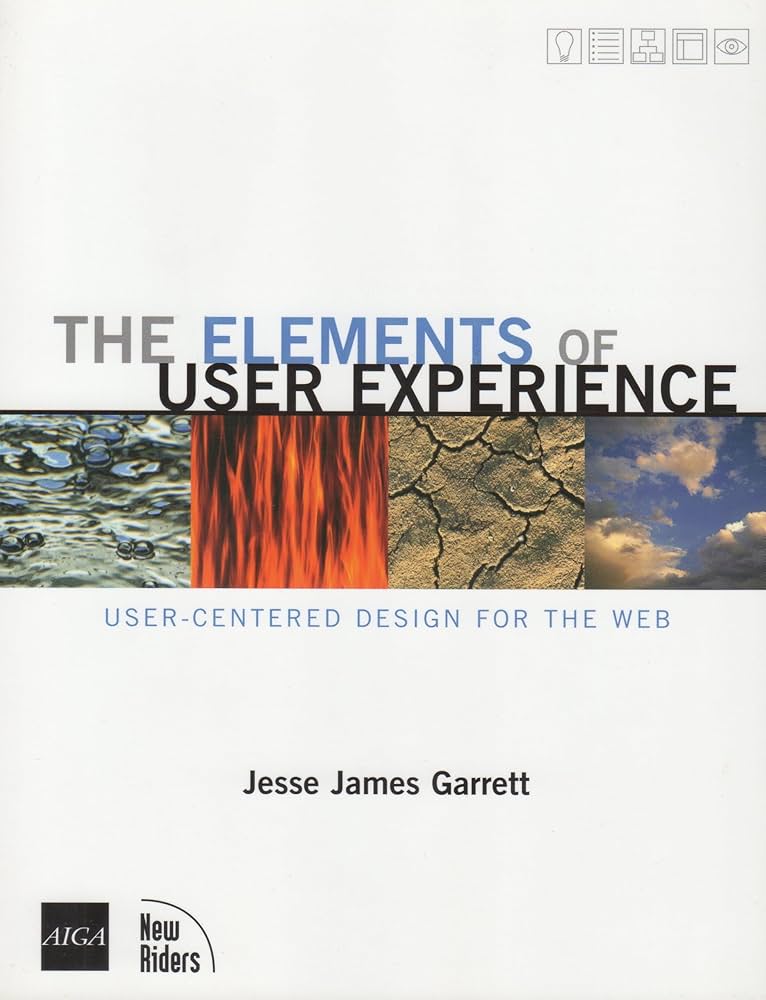 THE ELEMENTS OF
USER EXPERIENCE
USER-CENTERED DESIGN FOR THE WEB
Jesse James Garrett
AIGA
New
Riders